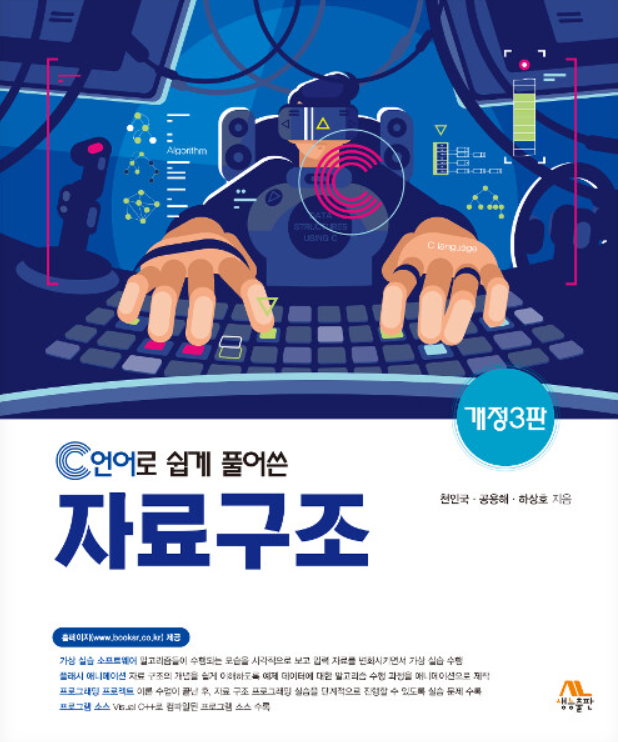 Algorithm
DATA
STRUCTURES
USING C
C language
개정3판
C언어로 쉽게 풀어쓴
자료구조
천인국 · 공용해 · 하상호 지음
홈페이지(www.booksr.co.kr) 제공
가상 실습 소프트웨어 알고리즘들이 수행되는 모습을 시각적으로 보고 입력 자료를 변화시키면서 가상 실습 수행
플래시 애니메이션 자료 구조의 개념을 쉽게 이해하도록 예제 데이터에 대한 알고리즘 수행 과정을 애니메이션으로 제작
프로그래밍 프로젝트 이론 수업이 끝난 후, 자료 구조 프로그래밍 실습을 단계적으로 진행할 수 있도록 실습 문제 수록
프로그램 소스 Visual C++로 컴파일된 프로그램 소스 수록
생능출판